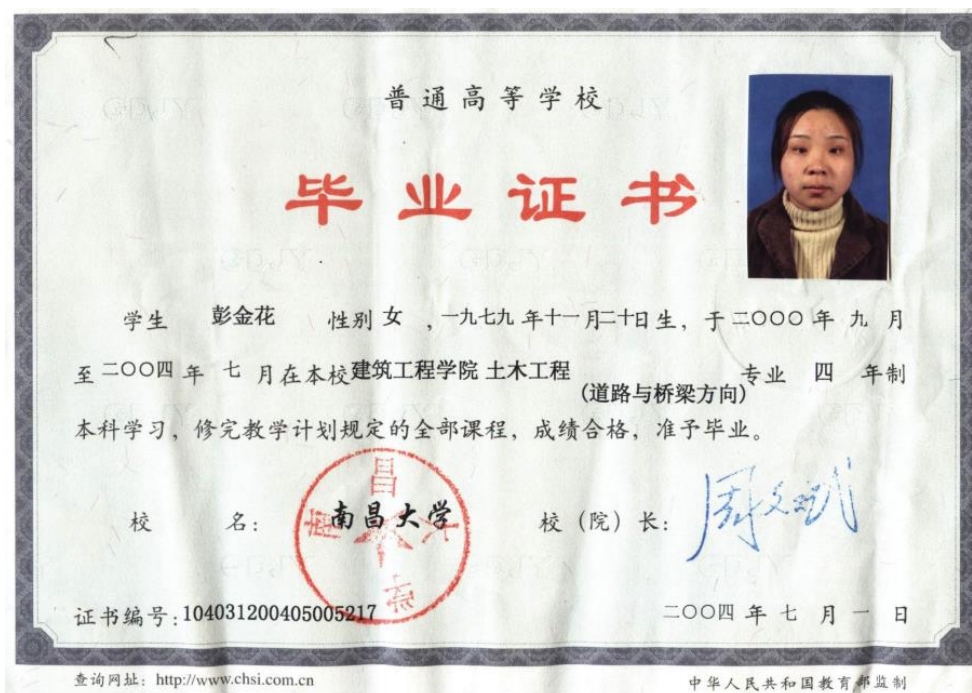 普通高等学校
毕业证书
学生 彭金花 性别 女 ,一九七九 年十一月二十日生, 于 二〇〇〇 年 九 月
至 二〇〇四 年 七 月在本校建筑工程学院 土木工程(道路与桥梁方向)专业 四 年制
本科学习, 修完教学计划规定的全部课程, 成绩合格, 准予毕业。
校 名: 南昌大学 校(院)长: 周文斌
南昌大学
证书编号:104031200405005217 二〇〇四 年 七 月 一 日
查询网址: http://www.chsi.com.cn 中华人民共和国教育部监制